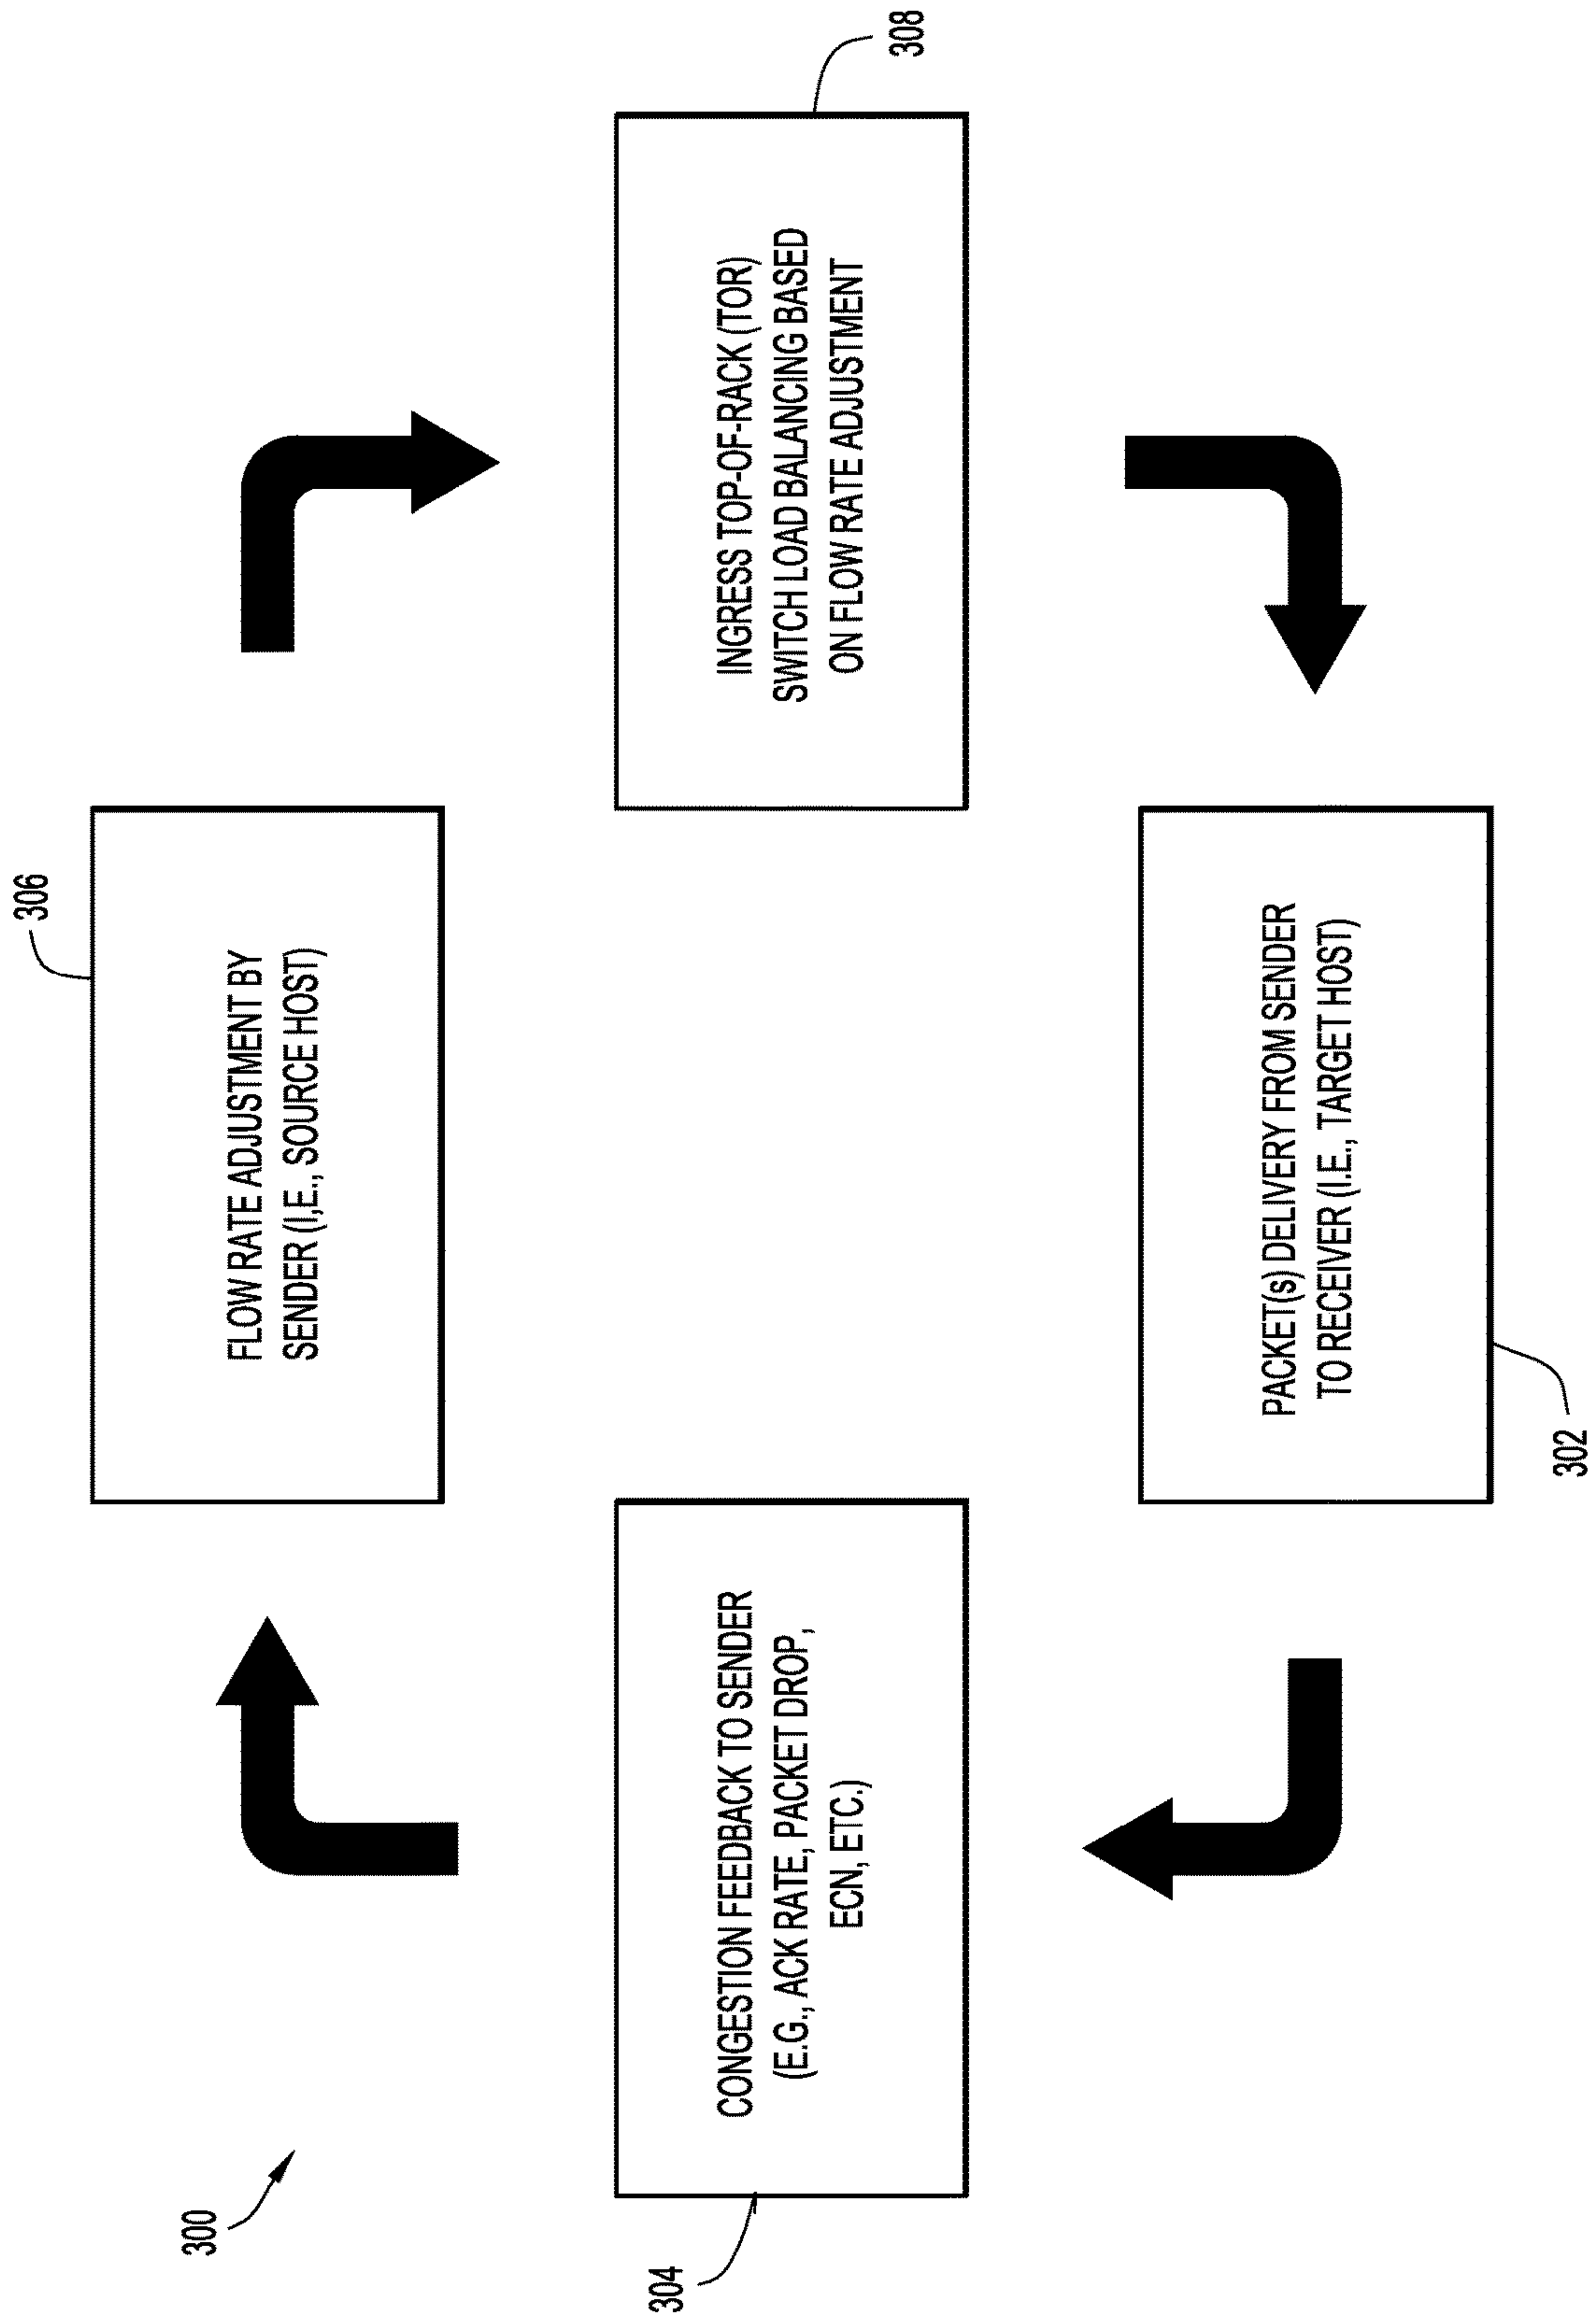 300
306
FLOW RATE ADJUSTMENT BY
SENDER (I,E., SOURCE HOST)
304
CONGESTION FEEDBACK TO SENDER
(E.G., ACK RATE, PACKET DROP,
ECN, ETC.)
INGRESS TOP-OF-RACK (TOR)
SWITCH LOAD BALANCING BASED
ON FLOW RATE ADJUSTMENT
308
PACKET(s) DELIVERY FROM SENDER
TO RECEIVER (I.E., TARGET HOST)
302